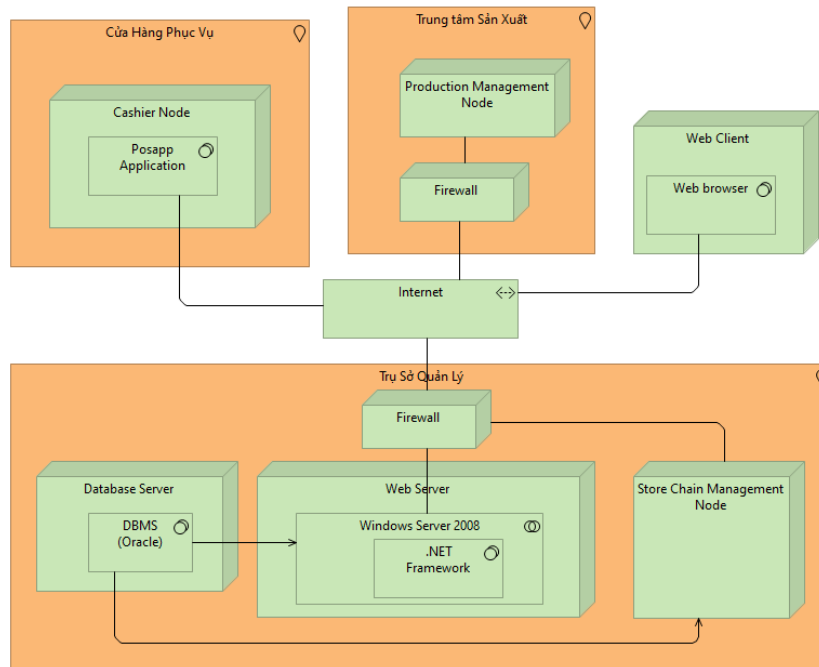 Cửa Hàng Phục Vụ
Trung tâm Sản Xuất
Cashier Node
Posapp
Application
Production Management
Node
Firewall
Web Client
Web browser
Internet
Trụ Sở Quản Lý
Firewall
Database Server
DBMS
(Oracle)
Web Server
Windows Server 2008
.NET
Framework
Store Chain Management
Node